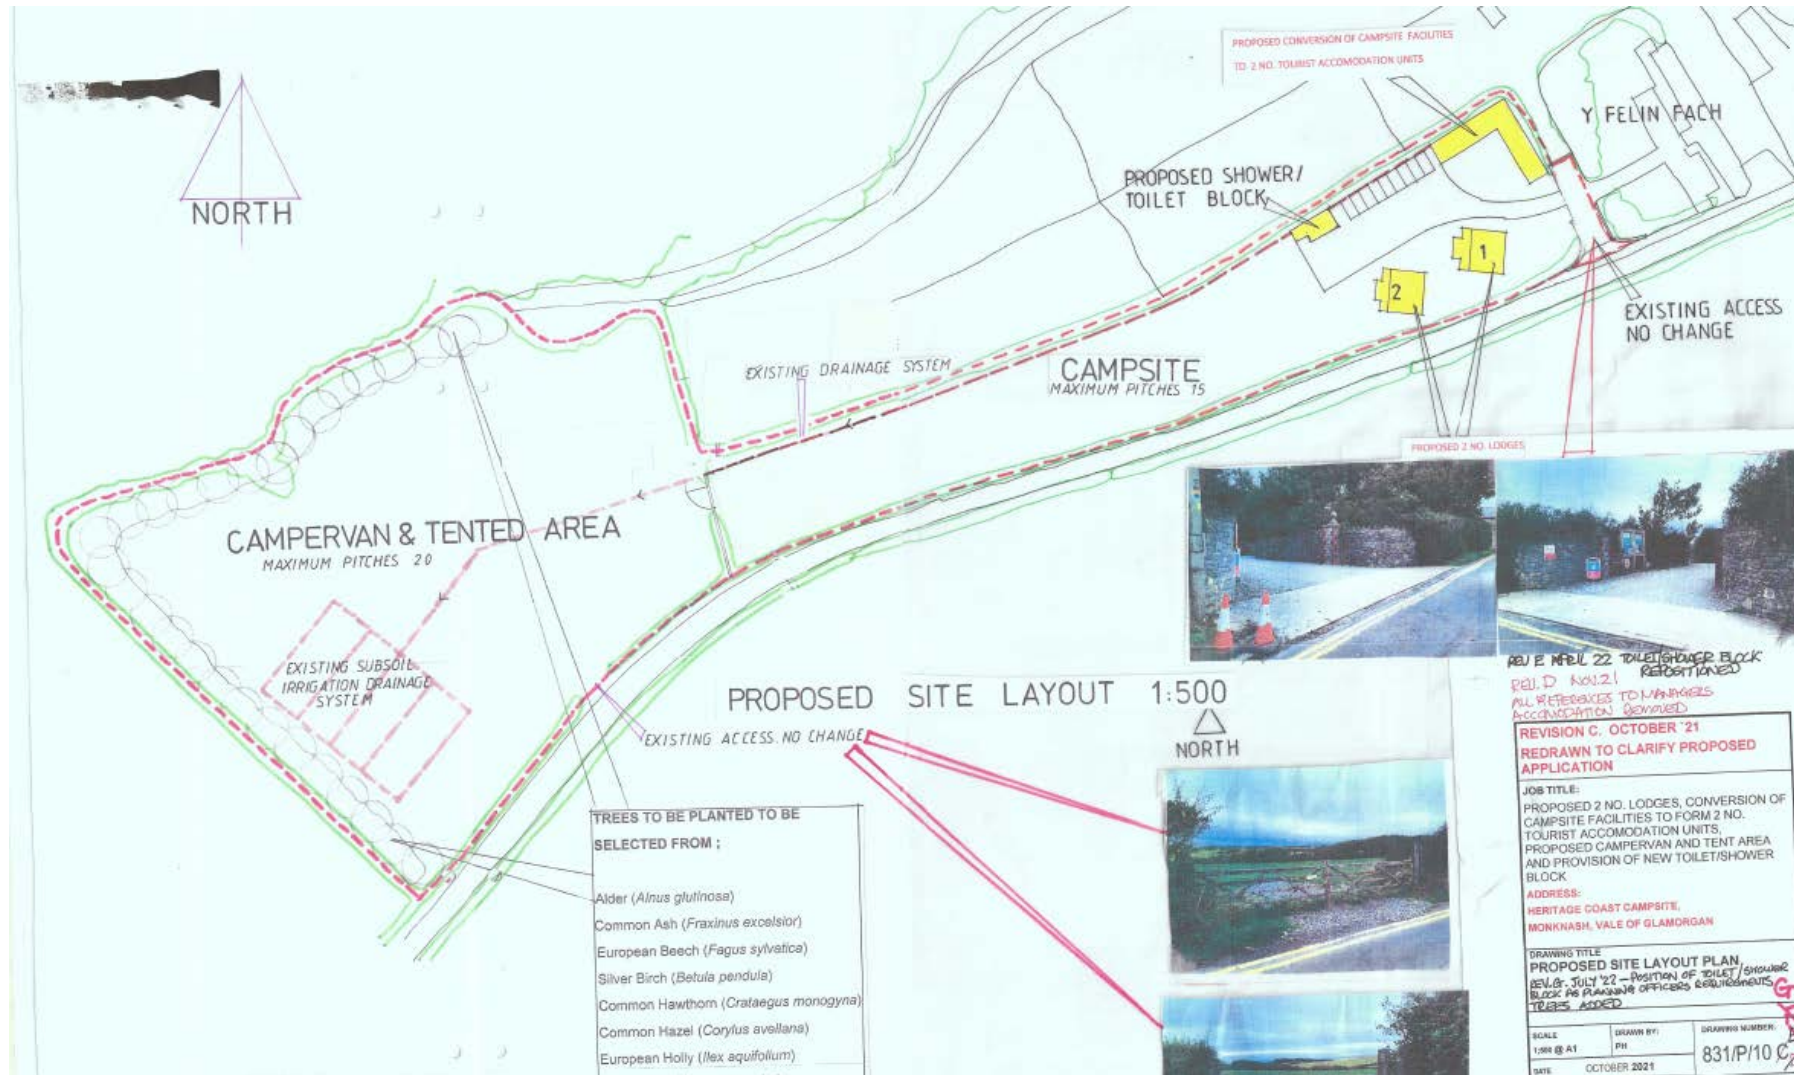 PROPOSED CONVERSION OF CAMPSITE FACILITIES
TO 2 NO. TOURIST ACCOMODATION UNITS
Y FELIN FACH
PROPOSED SHOWER/
TOILET BLOCK
NORTH
1
2
EXISTING ACCESS
NO CHANGE
EXISTING DRAINAGE SYSTEM
CAMPSITE
MAXIMUM PITCHES 15
PROPOSED 2 NO. LODGES
CAMPERVAN & TENTED AREA
MAXIMUM PITCHES 20
EXISTING SUBSOIL
IRRIGATION DRAINAGE
SYSTEM
PROPOSED SITE LAYOUT 1:500
NORTH
EXISTING ACCESS. NO CHANGE
TREES TO BE PLANTED TO BE
SELECTED FROM ;
Alder (Alnus glutinosa)
Common Ash (Fraxinus excelsior)
European Beech (Fagus sylvatica)
Silver Birch (Betula pendula)
Common Hawthorn (Crataegus monogyna)
Common Hazel (Corylus avellana)
European Holly (Ilex aquifolium)
REV E APRIL 22 TOILET/SHOWER BLOCK
REPOSITIONED
REV. D NOV. 21
ALL REFERENCES TO MANAGERS
ACCOMODATION REMOVED
REVISION C. OCTOBER '21
REDRAWN TO CLARIFY PROPOSED
APPLICATION
JOB TITLE:
PROPOSED 2 NO. LODGES, CONVERSION OF
CAMPSITE FACILITIES TO FORM 2 NO.
TOURIST ACCOMODATION UNITS,
PROPOSED CAMPERVAN AND TENT AREA
AND PROVISION OF NEW TOILET/SHOWER
BLOCK
ADDRESS:
HERITAGE COAST CAMPSITE,
MONKNASH, VALE OF GLAMORGAN
DRAWING TITLE
PROPOSED SITE LAYOUT PLAN.
REV. G. JULY '22 - POSITION OF TOILET/SHOWER
BLOCK AS PLANNING OFFICERS REQUIREMENTS
TREES ADDED
G
SCALE
1:500 @ A1
DRAWN BY:
PH
DRAWING NUMBER:
831/P/10 C
DATE
OCTOBER 2021